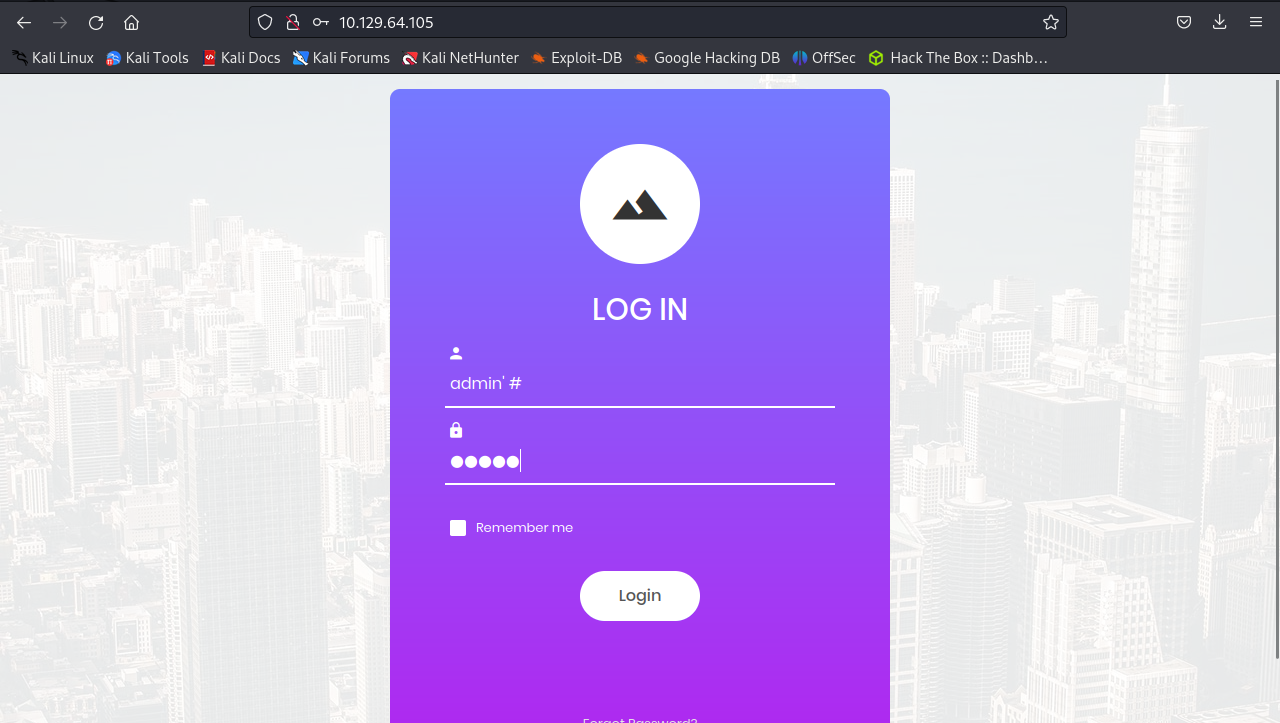 10.129.64.105
Kali Linux Kali Tools Kali Docs Kali Forums Kali NetHunter Exploit-DB Google Hacking DB OffSec Hack The Box :: Dashb…
LOG IN
admin' #
●●●●●
Remember me
Login
Forgot Password?